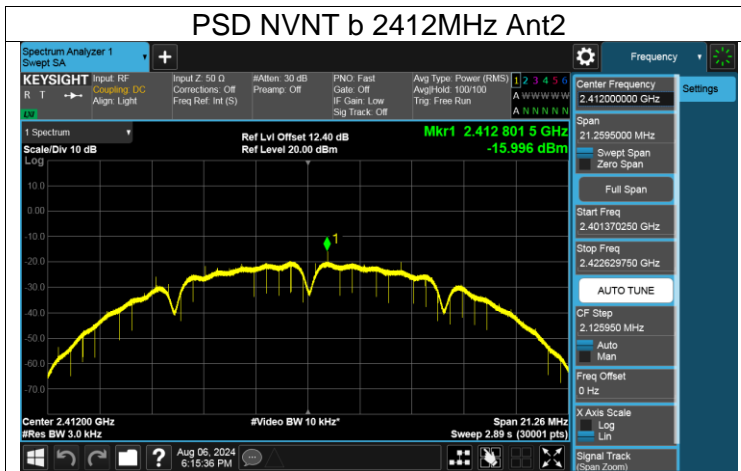 PSD NVNT b 2412MHz Ant2
Spectrum Analyzer 1
Swept SA
+
Frequency
KEYSIGHT
R T
LXI
Input: RF
Coupling: DC
Align: Light
Input Z: 50 Ω
Corrections: Off
Freq Ref: Int (S)
#Atten: 30 dB
Preamp: Off
PNO: Fast
Gate: Off
IF Gain: Low
Sig Track: Off
Avg Type: Power (RMS)
Avg|Hold: 100/100
Trig: Free Run
1 2 3 4 5 6
A W W W W W
A N N N N N
1 Spectrum
Scale/Div 10 dB
Log
Ref Lvl Offset 12.40 dB
Ref Level 20.00 dBm
Mkr1 2.412 801 5 GHz
-15.996 dBm
10.0
0.00
-10.0
-20.0
-30.0
-40.0
-50.0
-60.0
-70.0
1
Center 2.41200 GHz
#Res BW 3.0 kHz
#Video BW 10 kHz*
Span 21.26 MHz
Sweep 2.89 s (30001 pts)
Aug 06, 2024
6:15:36 PM
Center Frequency
2.412000000 GHz
Span
21.2595000 MHz
Swept Span
Zero Span
Full Span
Start Freq
2.401370250 GHz
Stop Freq
2.422629750 GHz
AUTO TUNE
CF Step
2.125950 MHz
Auto
Man
Freq Offset
0 Hz
X Axis Scale
Log
Lin
Signal Track
(Span Zoom)
Settings